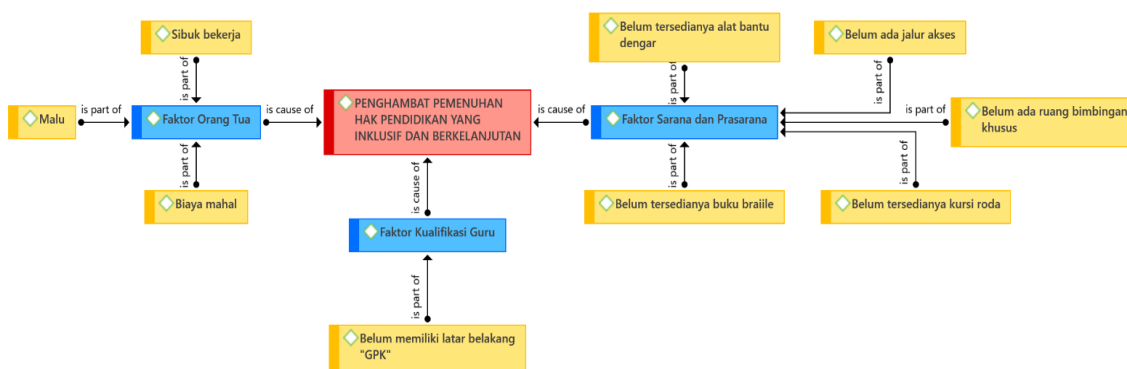 Sibuk bekerja
Belum tersedianya alat bantu
dengar
Belum ada jalur akses
is part of
is part of
is part of
Malu
is part of
Faktor Orang Tua
is cause of
PENGHAMBAT PEMENUHAN
HAK PENDIDIKAN YANG
INKLUSIF DAN BERKELANJUTAN
is cause of
Faktor Sarana dan Prasarana
is part of
Belum ada ruang bimbingan
khusus
is part of
is cause of
is part of
is part of
Biaya mahal
Belum tersedianya buku braiile
Belum tersedianya kursi roda
Faktor Kualifikasi Guru
is part of
Belum memiliki latar belakang
"GPK"